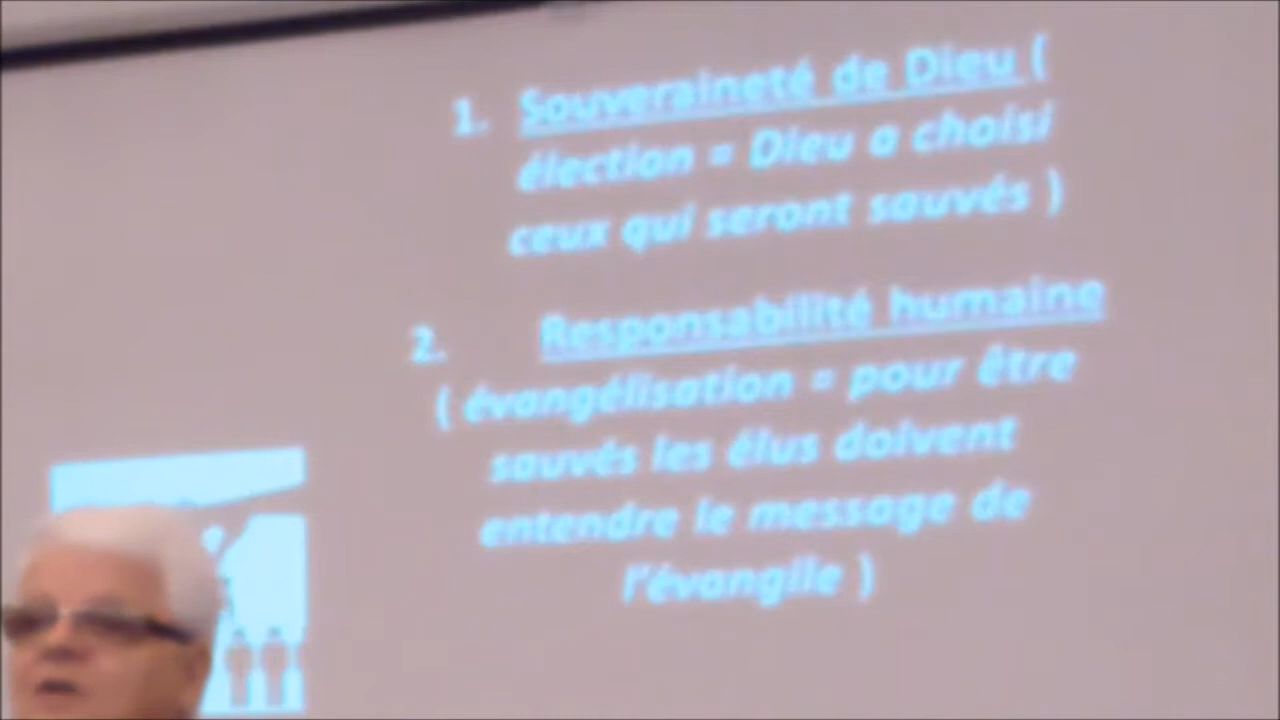 1. Souveraineté de Dieu (
élection = Dieu a choisi
ceux qui seront sauvés )
2. Responsabilité humaine
( évangélisation = pour être
sauvés les élus doivent
entendre le message de
l'évangile )